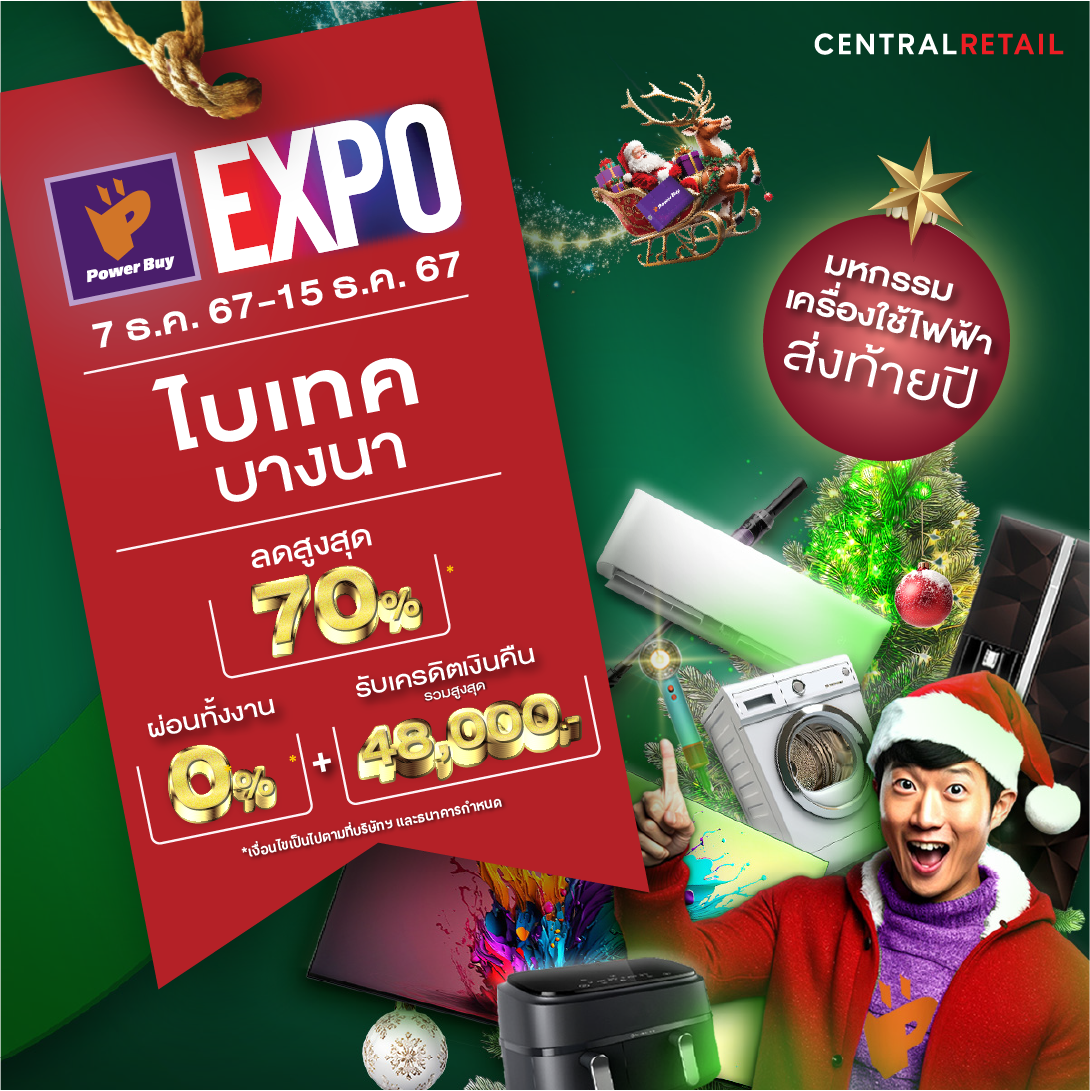 CENTRALRETAIL
EXPO
Power Buy
7 ธ.ค. 67-15 ธ.ค. 67
ไบเทค
บางนา
ลดสูงสุด
70%*
ผ่อนทั้งงาน
0%*
+
รับเครดิตเงินคืน
รวมสูงสุด
48,000.-
*เงื่อนไขเป็นไปตามที่บริษัทฯ และธนาคารกำหนด
มหกรรม
เครื่องใช้ไฟฟ้า
ส่งท้ายปี
Power Buy